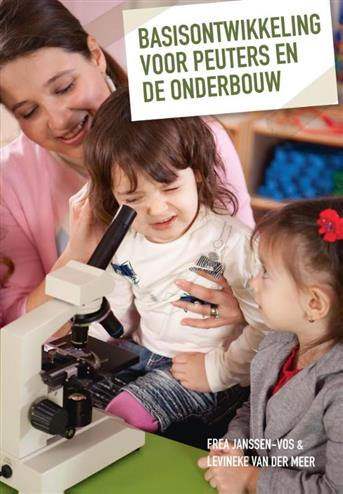 BASISONTWIKKELING
VOOR PEUTERS EN
DE ONDERBOUW
FREA JANSSEN-VOS &
LEVINEKE VAN DER MEER